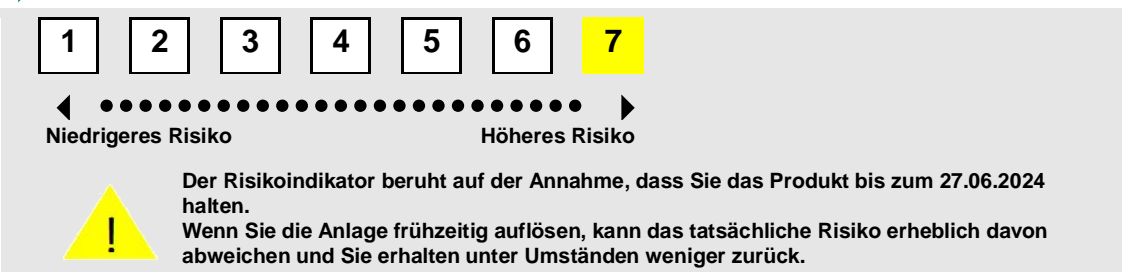 1 2 3 4 5 6 7
Niedrigeres Risiko Höheres Risiko
Der Risikoindikator beruht auf der Annahme, dass Sie das Produkt bis zum 27.06.2024
halten.
! Wenn Sie die Anlage frühzeitig auflösen, kann das tatsächliche Risiko erheblich davon
abweichen und Sie erhalten unter Umständen weniger zurück.